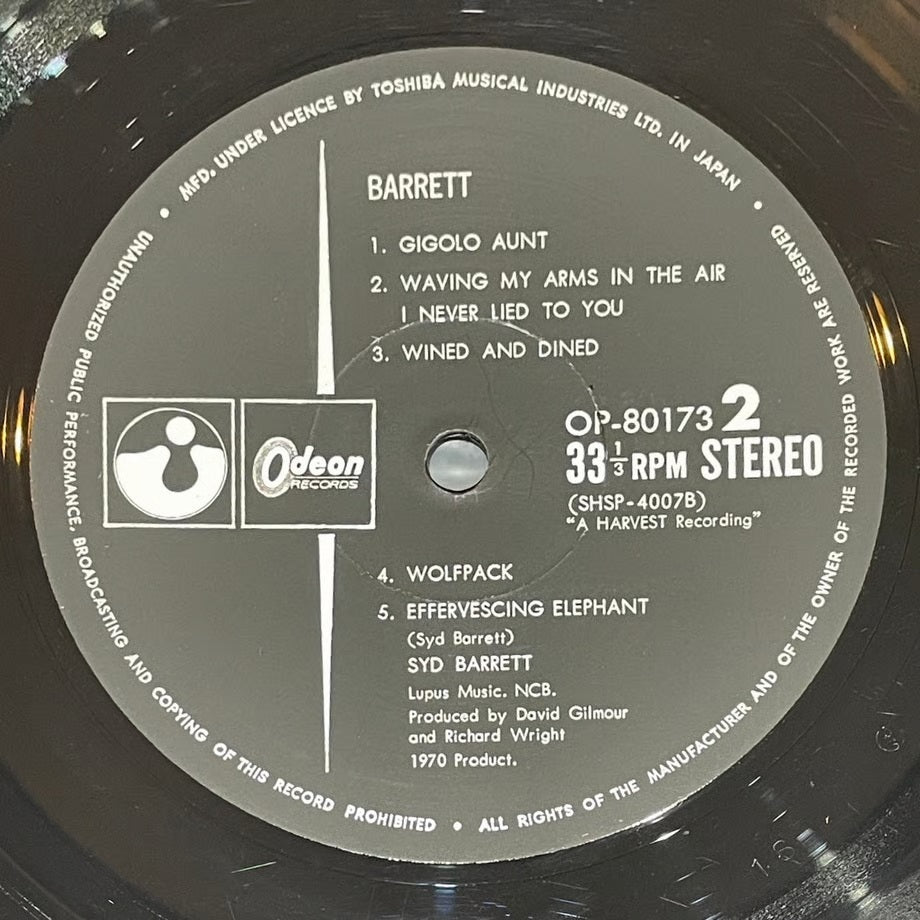 MFD. UNDER LICENCE BY TOSHIBA MUSICAL INDUSTRIES LTD. IN JAPAN
BARRETT
1. GIGOLO AUNT
2. WAVING MY ARMS IN THE AIR
I NEVER LIED TO YOU
3. WINED AND DINED
Odeon
RECORDS
OP-80173 2
33 1/3 RPM STEREO
(SHSP-4007B)
"A HARVEST Recording"
4. WOLFPACK
5. EFFERVESCING ELEPHANT
(Syd Barrett)
SYD BARRETT
Lupus Music. NCB.
Produced by David Gilmour
and Richard Wright
1970 Product.
UNAUTHORIZED PUBLIC PERFORMANCE, BROADCASTING AND COPYING OF THIS RECORD PROHIBITED • ALL RIGHTS OF THE MANUFACTURER AND OF THE OWNER OF THE RECORDED WORK ARE RESERVED •